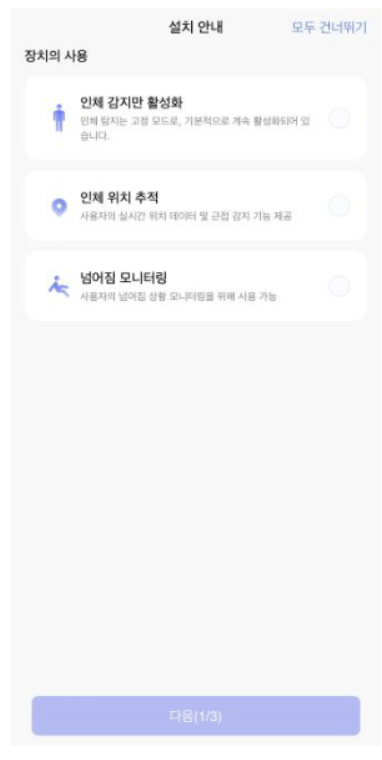 설치 안내
모두 건너뛰기
장치의 사용
인체 감지만 활성화
인체 탐지는 고정 모드로, 기본적으로 계속 활성화되어 있
습니다.
인체 위치 추적
사용자의 실시간 위치 데이터 및 근접 감지 기능 제공
넘어짐 모니터링
사용자의 넘어짐 상황 모니터링을 위해 사용 가능
다음(1/3)